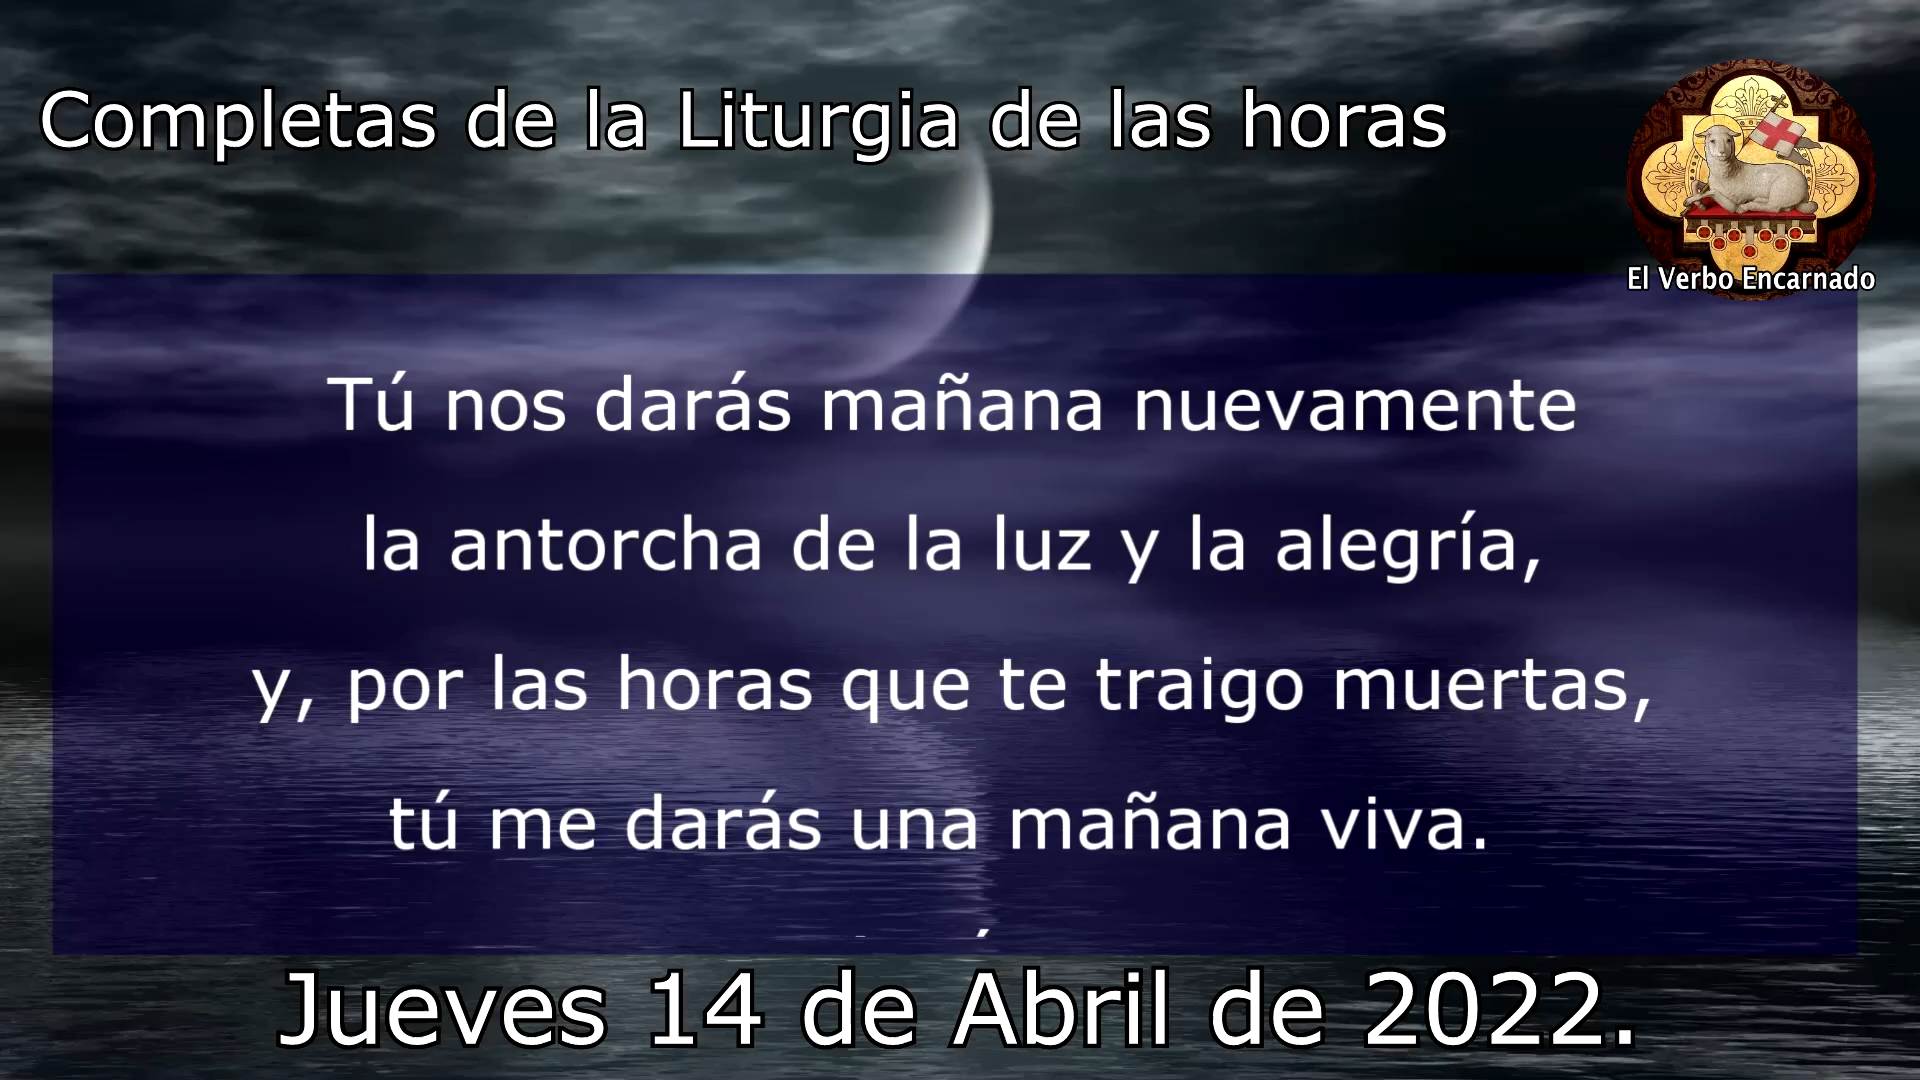 Completas de la Liturgia de las horas
El Verbo Encarnado
Tú nos darás mañana nuevamente
la antorcha de la luz y la alegría,
y, por las horas que te traigo muertas,
tú me darás una mañana viva.
Jueves 14 de Abril de 2022.